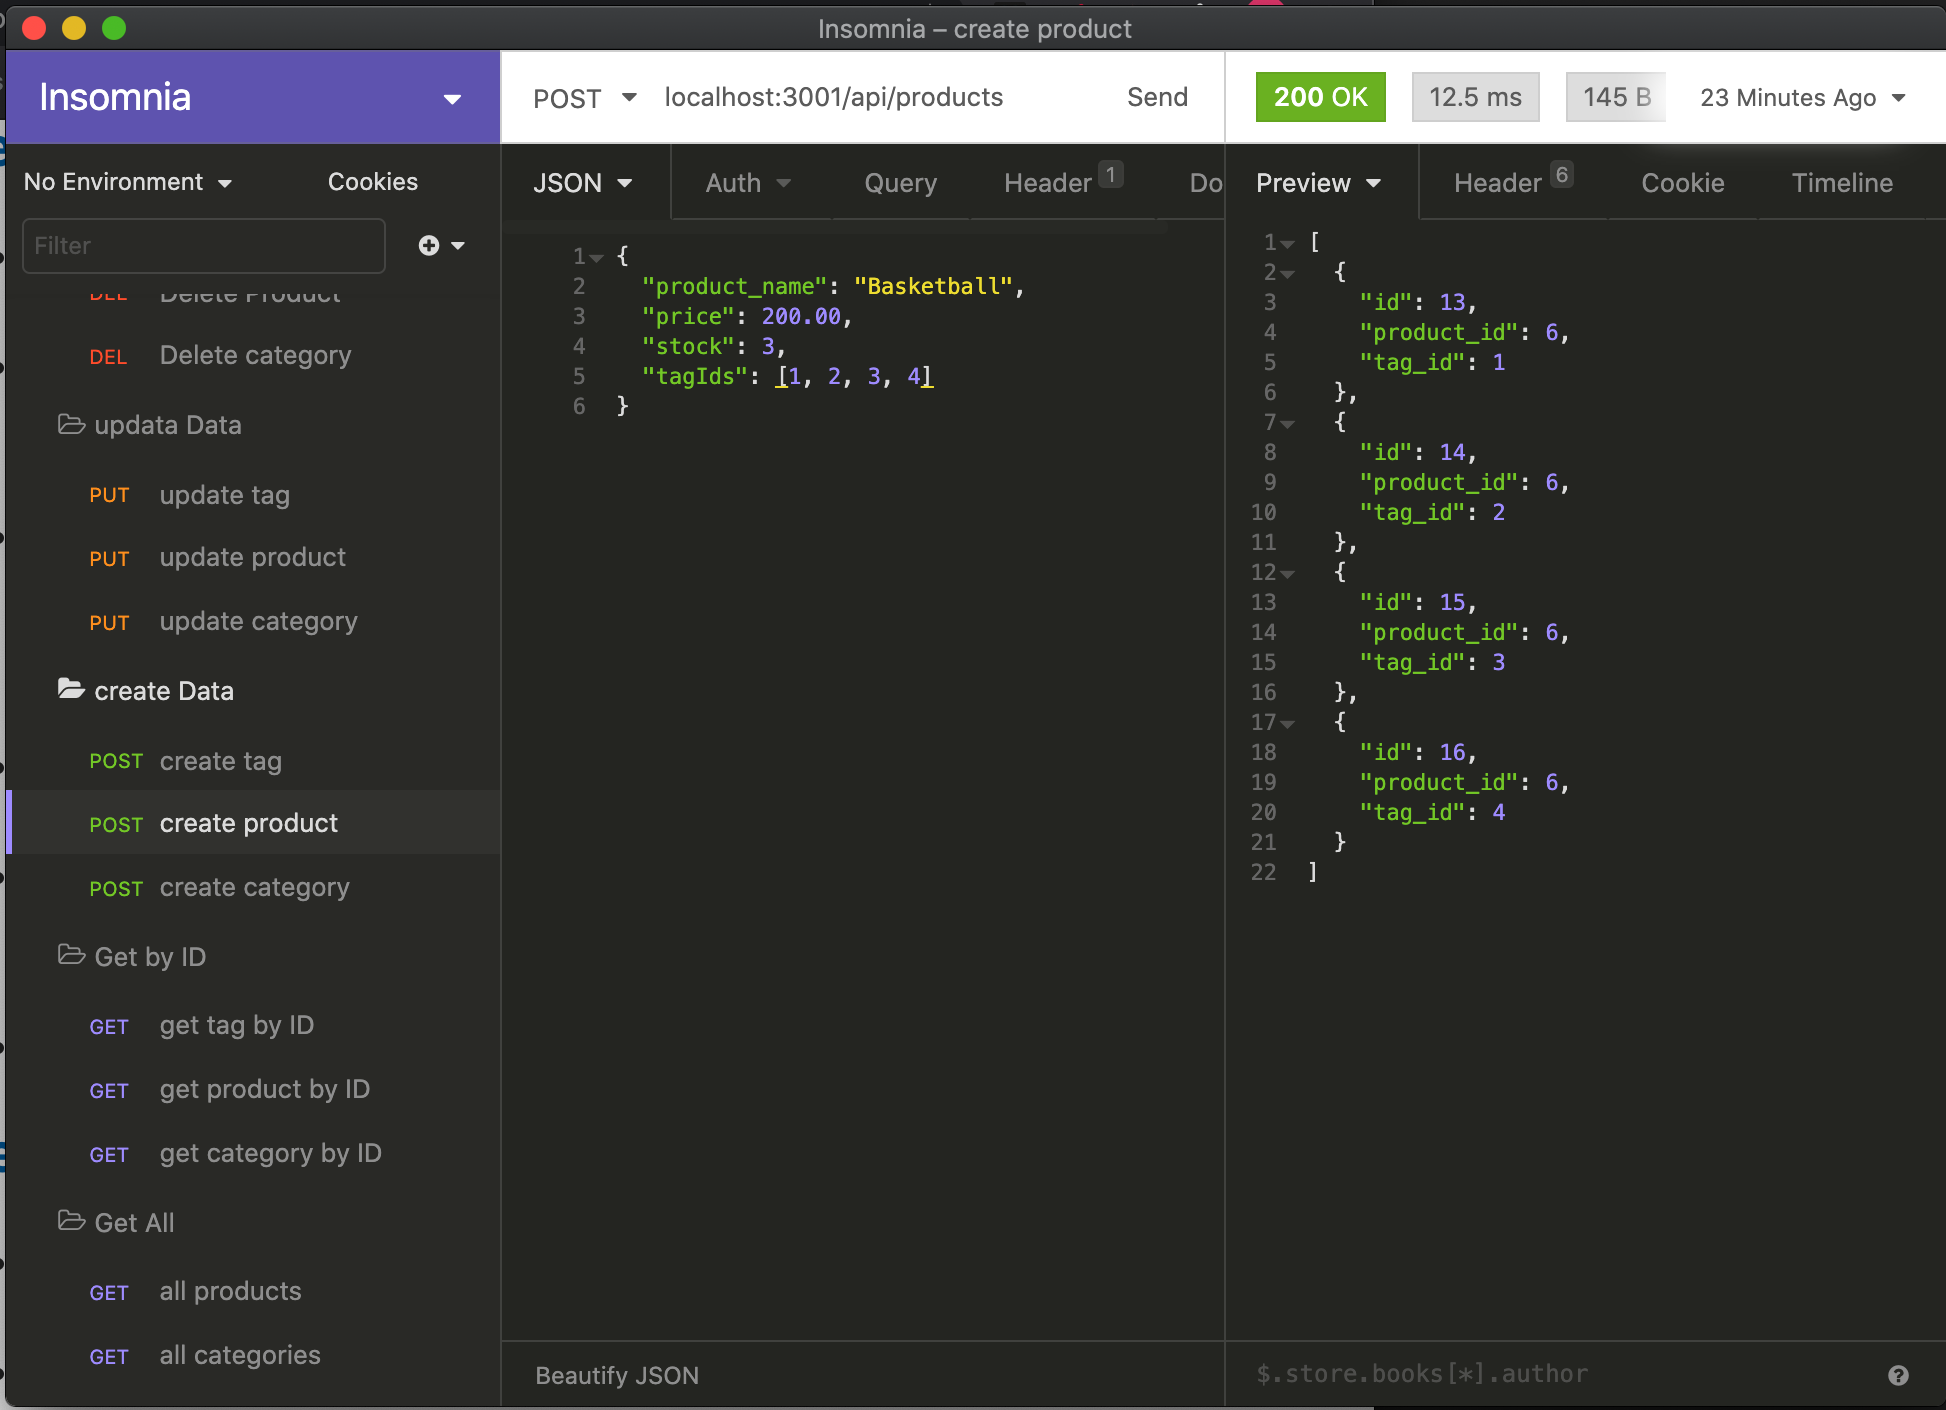 Insomnia – create product
Insomnia
POST localhost:3001/api/products Send
200 OK 12.5 ms 145 B 23 Minutes Ago
No Environment Cookies
Filter
DEL Delete Product
DEL Delete category
updata Data
PUT update tag
PUT update product
PUT update category
create Data
POST create tag
POST create product
POST create category
Get by ID
GET get tag by ID
GET get product by ID
GET get category by ID
Get All
GET all products
GET all categories
JSON Auth Query Header 1 Do
1 {
2 "product_name": "Basketball",
3 "price": 200.00,
4 "stock": 3,
5 "tagIds": [1, 2, 3, 4]
6 }
Beautify JSON
Preview Header 6 Cookie Timeline
1 [
2 {
3 "id": 13,
4 "product_id": 6,
5 "tag_id": 1
6 },
7 {
8 "id": 14,
9 "product_id": 6,
10 "tag_id": 2
11 },
12 {
13 "id": 15,
14 "product_id": 6,
15 "tag_id": 3
16 },
17 {
18 "id": 16,
19 "product_id": 6,
20 "tag_id": 4
21 }
22 ]
$.store.books[*].author